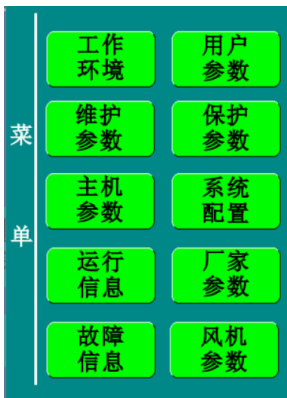 菜单
工作
环境
用户
参数
维护
参数
保护
参数
主机
参数
系统
配置
运行
信息
厂家
参数
故障
信息
风机
参数